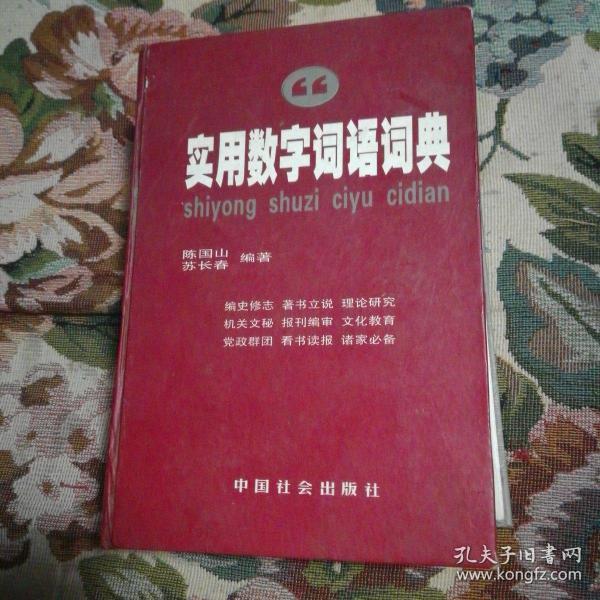 实用数字词语词典
shiyong shuzi ciyu cidian
陈国山
苏长春
编著
编史修志 著书立说 理论研究
机关文秘 报刊编审 文化教育
党政群团 看书读报 诸家必备
中国社会出版社
孔夫子旧书网
www.kongfz.com